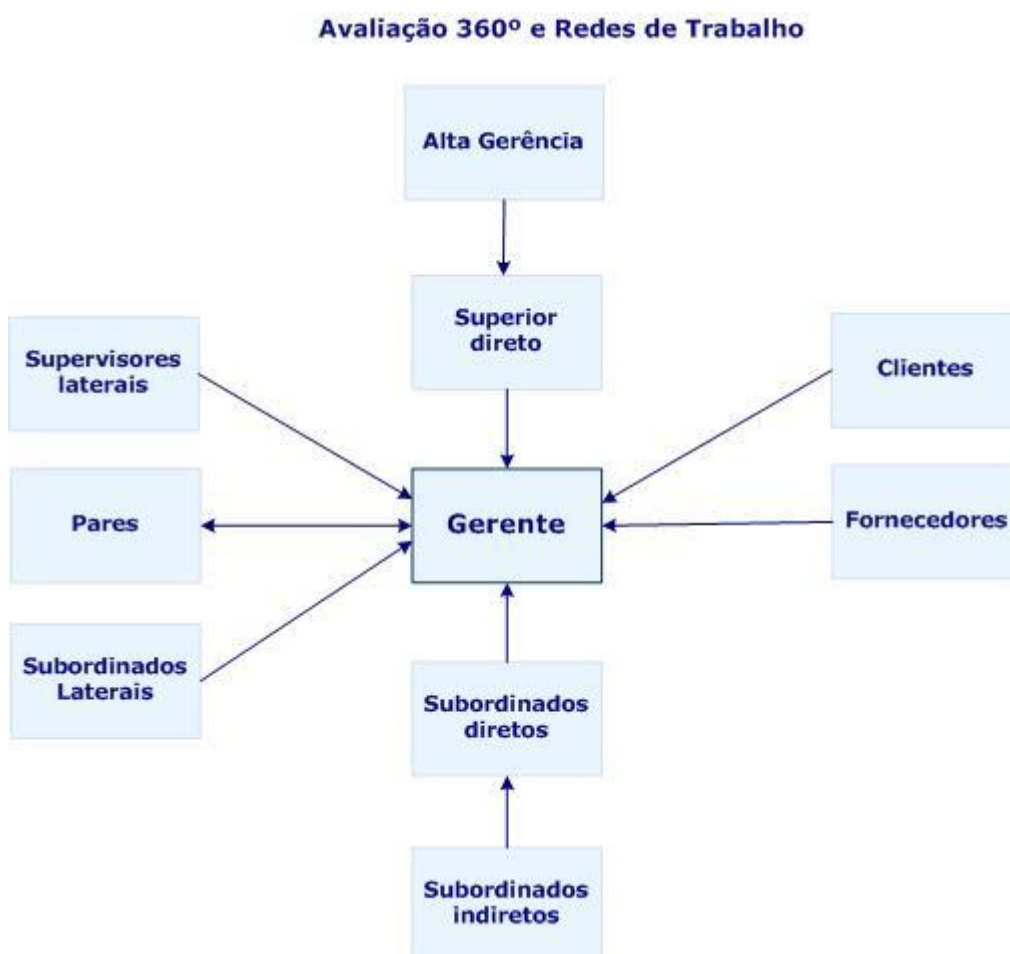 Avaliação 360º e Redes de Trabalho
Alta Gerência
Superior
direto
Supervisores
laterais
Clientes
Pares
Gerente
Fornecedores
Subordinados
Laterais
Subordinados
diretos
Subordinados
indiretos